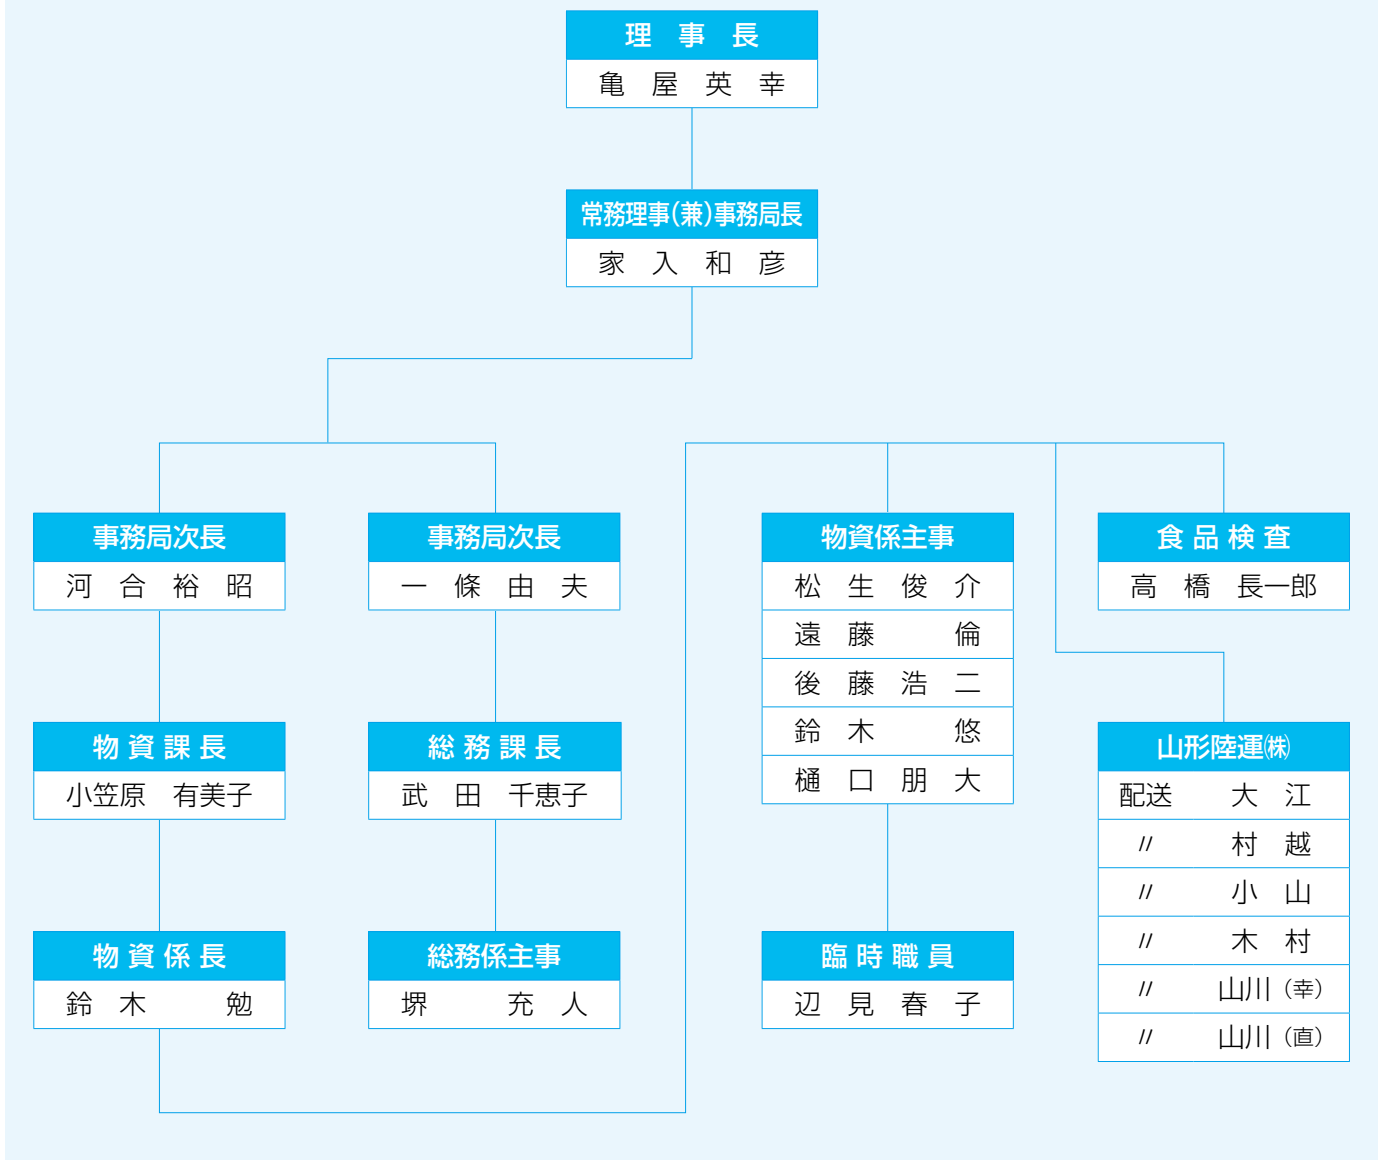 理事長
亀屋英幸
常務理事(兼)事務局長
家入和彦
事務局次長
河合裕昭
事務局次長
一條由夫
物資課長
小笠原 有美子
総務課長
武田 千恵子
物資係長
鈴木 勉
総務係主事
堺 充人
物資係主事
松生俊介
遠藤 倫
後藤浩二
鈴木 悠
樋口朋大
臨時職員
辺見春子
食品検査
高橋 長一郎
山形陸運㈱
配送 大江
〃 村越
〃 小山
〃 木村
〃 山川(幸)
〃 山川(直)